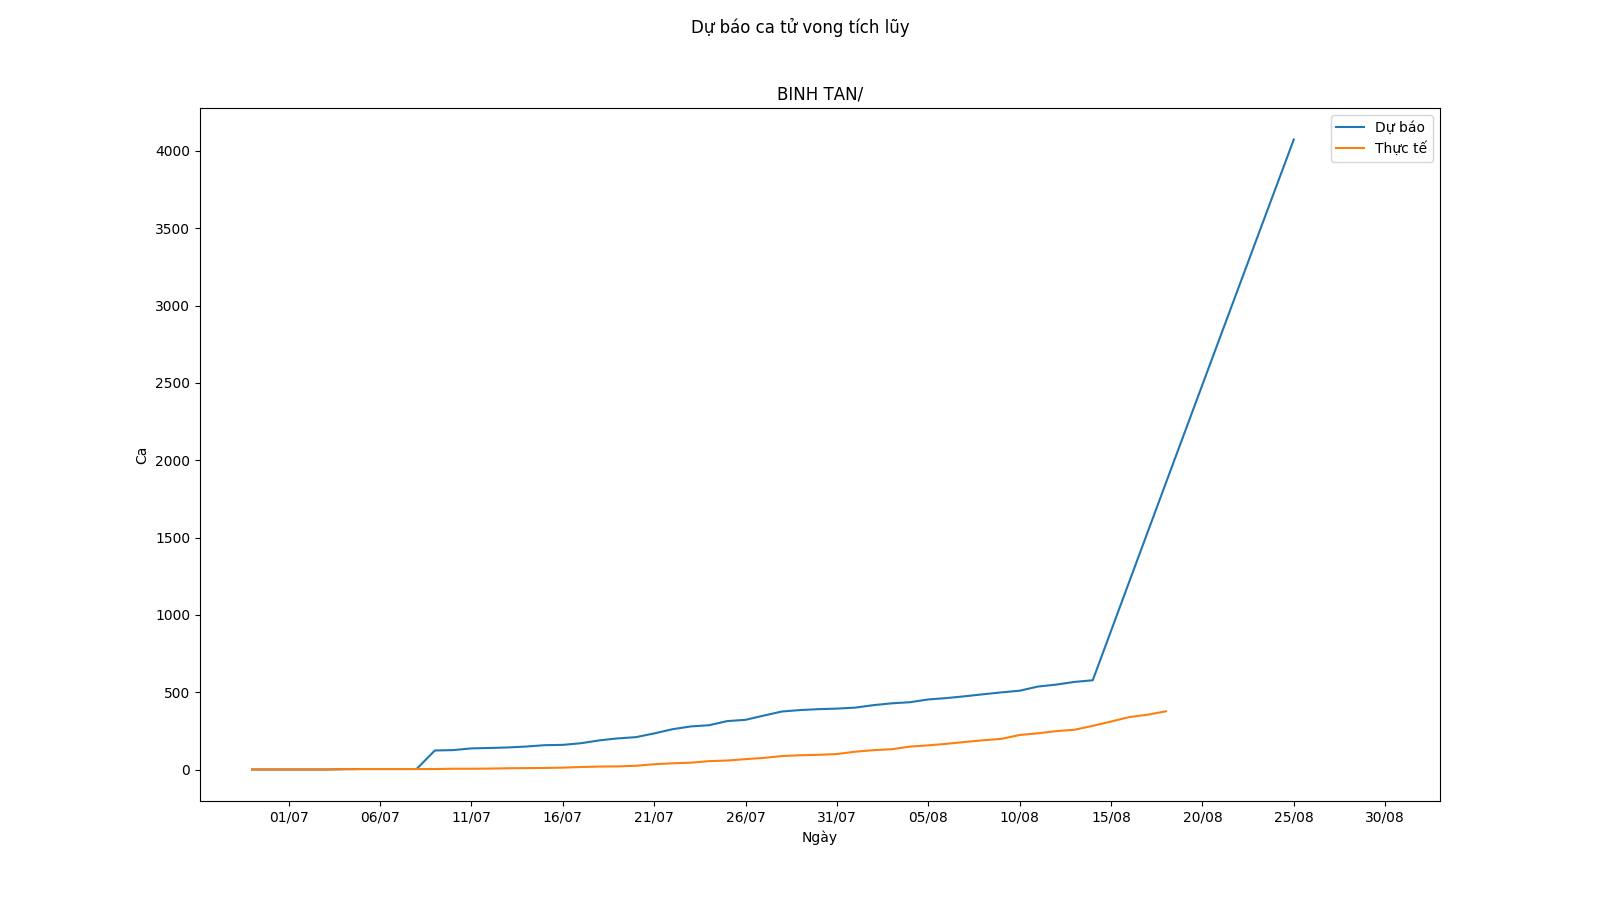 Dự báo ca tử vong tích lũy
BINH TAN/
Dự báo
Thực tế
4000
3500
3000
2500
2000
1500
1000
500
0
Ca
01/07 06/07 11/07 16/07 21/07 26/07 31/07 05/08 10/08 15/08 20/08 25/08 30/08
Ngày